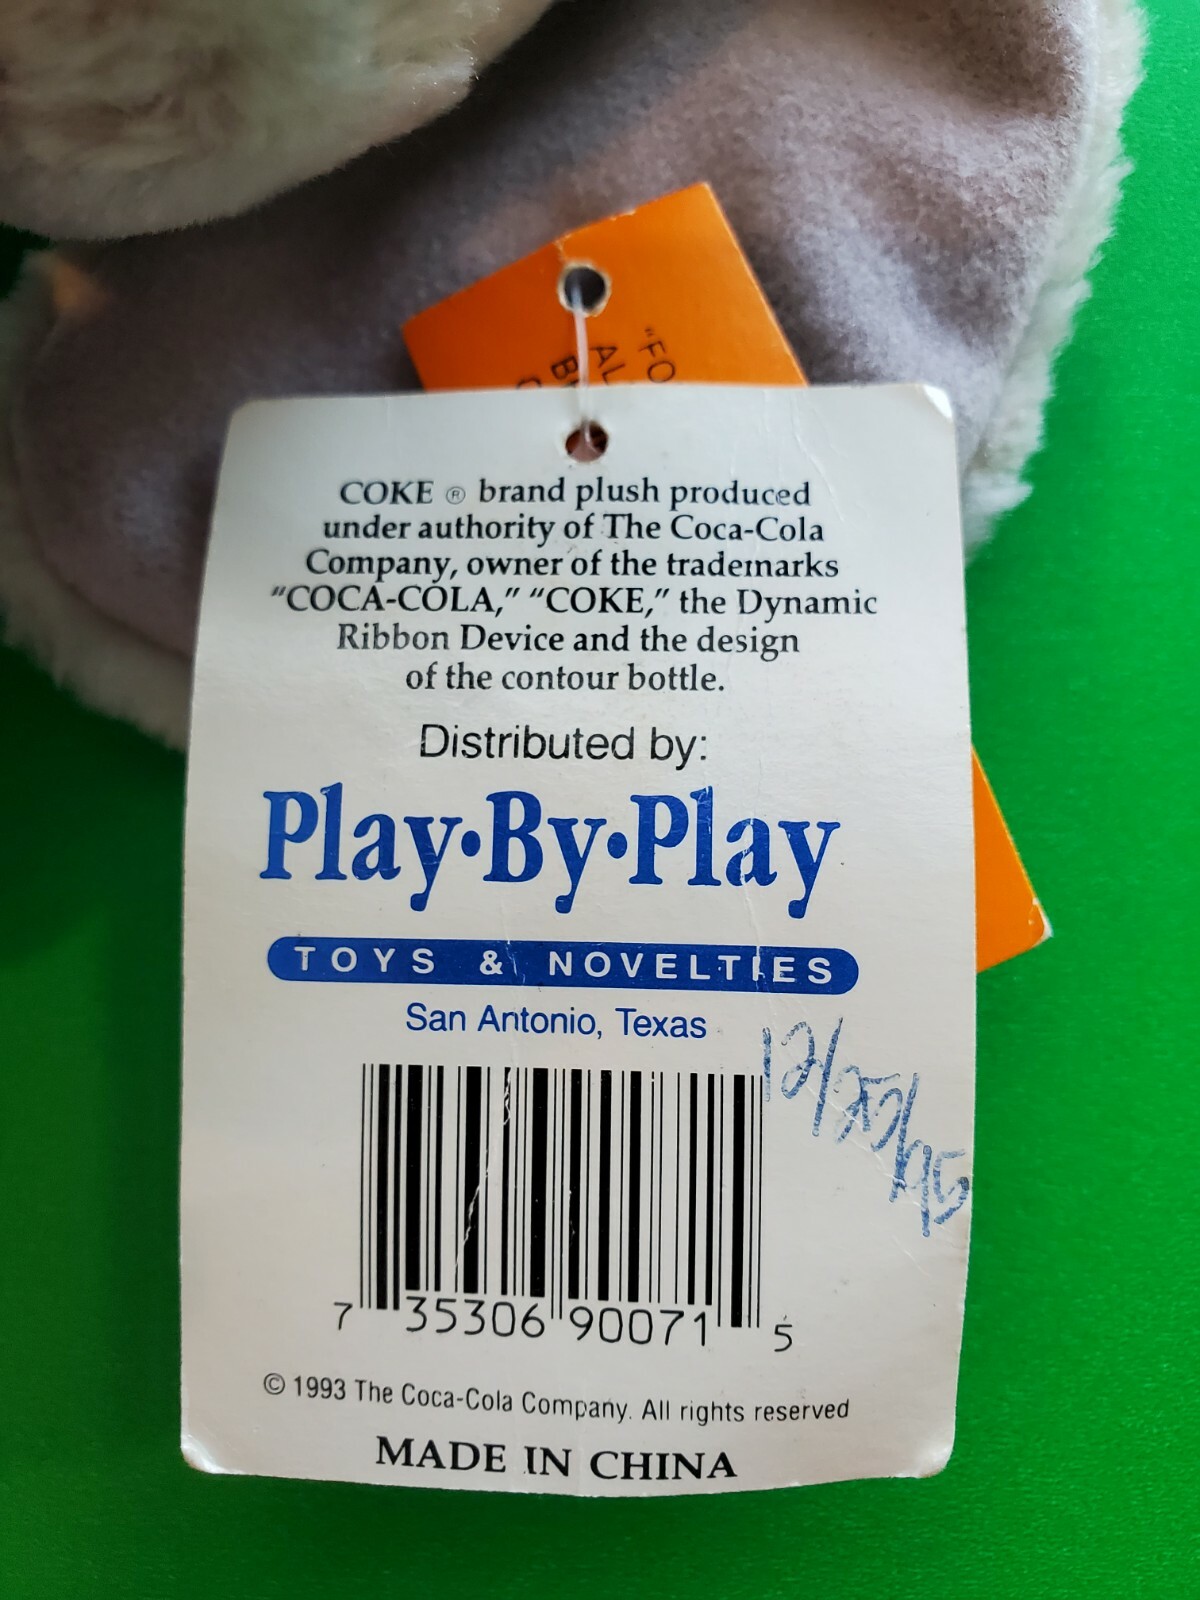 "FO
AL
COKE ® brand plush produced
under authority of The Coca-Cola
Company, owner of the trademarks
"COCA-COLA," "COKE," the Dynamic
Ribbon Device and the design
of the contour bottle.
Distributed by:
Play·By·Play
TOYS & NOVELTIES
San Antonio, Texas
12/25/95
7 35306 90071 5
© 1993 The Coca-Cola Company. All rights reserved
MADE IN CHINA